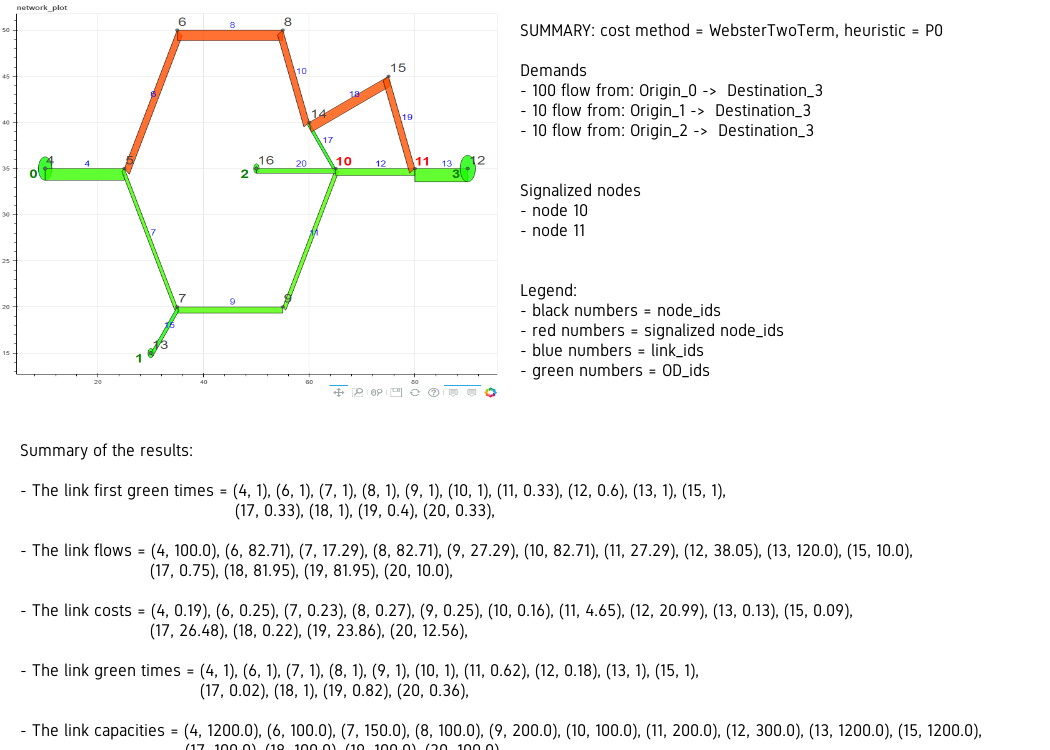 network_plot
50
45
40
35
30
25
20
15
20
40
60
80
6
8
8
10
15
18
14
17
19
6
4
4
0
5
16
20
2
10
12
11
13
12
3
7
11
7
9
9
15
13
1
SUMMARY: cost method = WebsterTwoTerm, heuristic = P0
Demands
- 100 flow from: Origin_0 -> Destination_3
- 10 flow from: Origin_1 -> Destination_3
- 10 flow from: Origin_2 -> Destination_3
Signalized nodes
- node 10
- node 11
Legend:
- black numbers = node_ids
- red numbers = signalized node_ids
- blue numbers = link_ids
- green numbers = OD_ids
Summary of the results:
- The link first green times = (4, 1), (6, 1), (7, 1), (8, 1), (9, 1), (10, 1), (11, 0.33), (12, 0.6), (13, 1), (15, 1),
(17, 0.33), (18, 1), (19, 0.4), (20, 0.33),
- The link flows = (4, 100.0), (6, 82.71), (7, 17.29), (8, 82.71), (9, 27.29), (10, 82.71), (11, 27.29), (12, 38.05), (13, 120.0), (15, 10.0),
(17, 0.75), (18, 81.95), (19, 81.95), (20, 10.0),
- The link costs = (4, 0.19), (6, 0.25), (7, 0.23), (8, 0.27), (9, 0.25), (10, 0.16), (11, 4.65), (12, 20.99), (13, 0.13), (15, 0.09),
(17, 26.48), (18, 0.22), (19, 23.86), (20, 12.56),
- The link green times = (4, 1), (6, 1), (7, 1), (8, 1), (9, 1), (10, 1), (11, 0.62), (12, 0.18), (13, 1), (15, 1),
(17, 0.02), (18, 1), (19, 0.82), (20, 0.36),
- The link capacities = (4, 1200.0), (6, 100.0), (7, 150.0), (8, 100.0), (9, 200.0), (10, 100.0), (11, 200.0), (12, 300.0), (13, 1200.0), (15, 1200.0),
(17, 100.0), (18, 100.0), (19, 100.0), (20, 100.0)